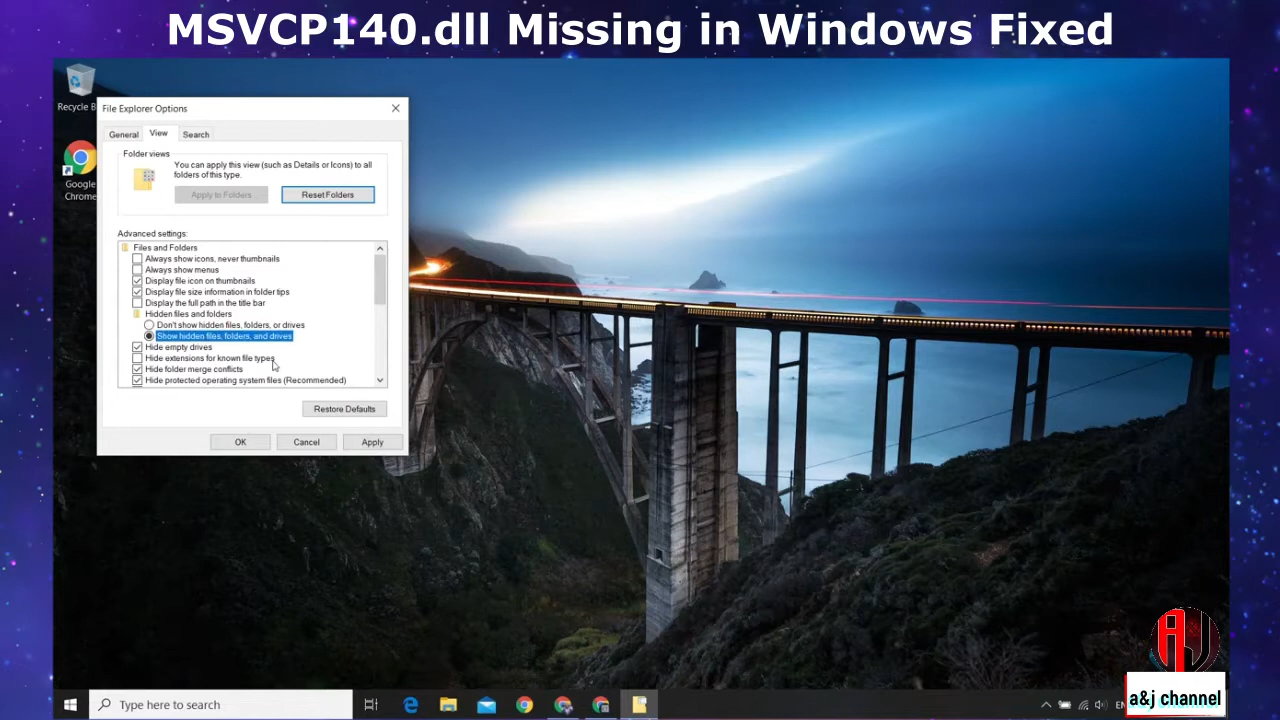 MSVCP140.dll Missing in Windows Fixed
Recycle B
Google
Chrome
File Explorer Options
General
View
Search
Folder views
You can apply this view (such as Details or Icons) to all
folders of this type.
Apply to Folders
Reset Folders
Advanced settings:
Files and Folders
Always show icons, never thumbnails
Always show menus
Display file icon on thumbnails
Display file size information in folder tips
Display the full path in the title bar
Hidden files and folders
Don't show hidden files, folders, or drives
Show hidden files, folders, and drives
Hide empty drives
Hide extensions for known file types
Hide folder merge conflicts
Hide protected operating system files (Recommended)
Restore Defaults
OK
Cancel
Apply
Type here to search
AJ
a&j channel